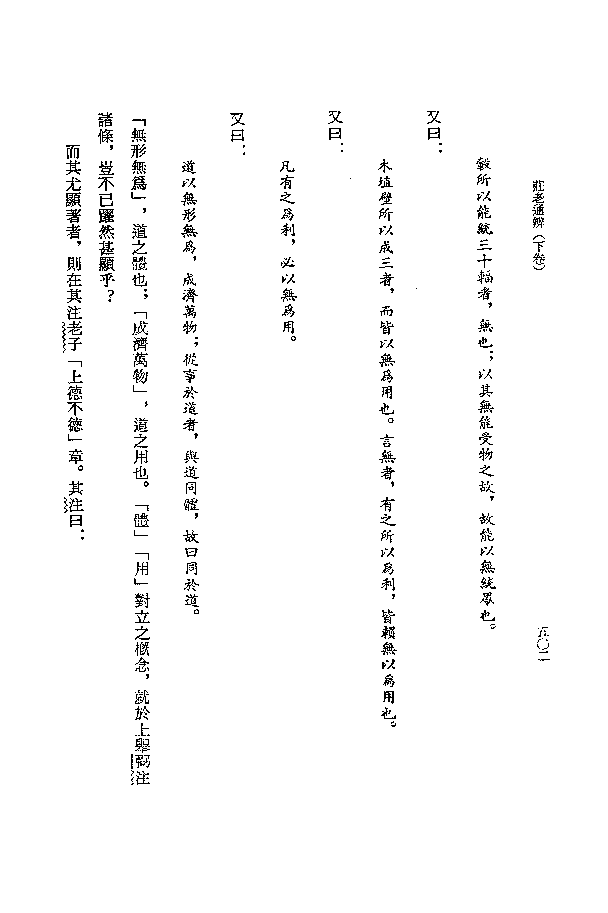 莊老通辨（下卷）
五〇二
轂所以能統三十輻者，無也；以其無能受物之故，故能以無統眾也。
又曰：
木埴壁所以成三者，而皆以無爲用也。言無者，有之所以爲利，皆賴無以爲用也。
又曰：
凡有之爲利，必以無爲用。
又曰：
道以無形無爲，成濟萬物；從事於道者，與道同體，故曰同於道。
「無形無爲」，道之體也；「成濟萬物」，道之用也。「體」「用」對立之概念，就於上舉弼注
諸條，豈不已躍然甚顯乎？
而其尤顯著者，則在其注老子「上德不德」章。其注曰：